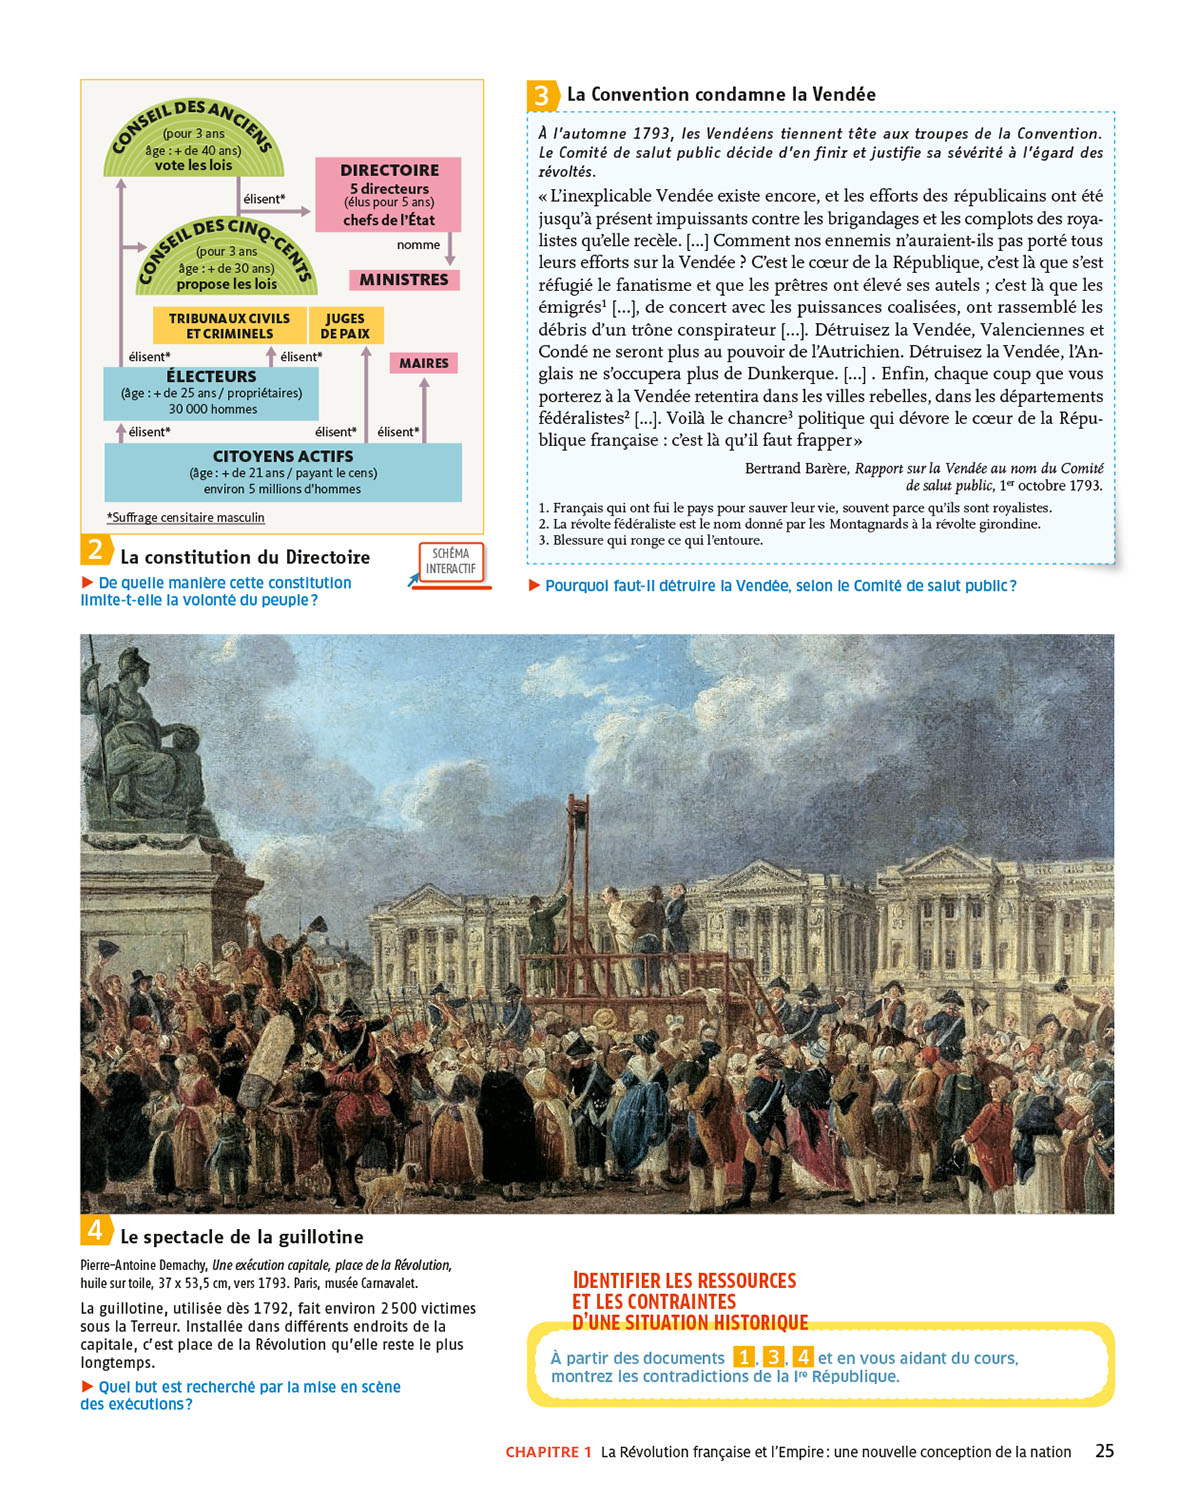 CONSEIL DES ANCIENS
(pour 3 ans
âge : + de 40 ans)
vote les lois
élisent*
DIRECTOIRE
5 directeurs
(élus pour 5 ans)
chefs de l'État
nomme
MINISTRES
CONSEIL DES CINQ-CENTS
(pour 3 ans
âge : + de 30 ans)
propose les lois
TRIBUNAUX CIVILS
ET CRIMINELS
JUGES
DE PAIX
MAIRES
élisent*
élisent*
ÉLECTEURS
(âge : + de 25 ans / propriétaires)
30 000 hommes
élisent*
élisent*
élisent*
CITOYENS ACTIFS
(âge : + de 21 ans / payant le cens)
environ 5 millions d'hommes
*Suffrage censitaire masculin
2 La constitution du Directoire
SCHÉMA
INTERACTIF
► De quelle manière cette constitution
limite-t-elle la volonté du peuple ?
3 La Convention condamne la Vendée
À l'automne 1793, les Vendéens tiennent tête aux troupes de la Convention.
Le Comité de salut public décide d'en finir et justifie sa sévérité à l'égard des
révoltés.
« L'inexplicable Vendée existe encore, et les efforts des républicains ont été
jusqu'à présent impuissants contre les brigandages et les complots des roya-
listes qu'elle recèle. [...] Comment nos ennemis n'auraient-ils pas porté tous
leurs efforts sur la Vendée ? C'est le cœur de la République, c'est là que s'est
réfugié le fanatisme et que les prêtres ont élevé ses autels ; c'est là que les
émigrés¹ [...], de concert avec les puissances coalisées, ont rassemblé les
débris d'un trône conspirateur [...]. Détruisez la Vendée, Valenciennes et
Condé ne seront plus au pouvoir de l'Autrichien. Détruisez la Vendée, l'An-
glais ne s'occupera plus de Dunkerque. [...] . Enfin, chaque coup que vous
porterez à la Vendée retentira dans les villes rebelles, dans les départements
fédéralistes² [...]. Voilà le chancre³ politique qui dévore le cœur de la Répu-
blique française : c'est là qu'il faut frapper »
Bertrand Barère, Rapport sur la Vendée au nom du Comité
de salut public, 1er octobre 1793.
1. Français qui ont fui le pays pour sauver leur vie, souvent parce qu'ils sont royalistes.
2. La révolte fédéraliste est le nom donné par les Montagnards à la révolte girondine.
3. Blessure qui ronge ce qui l'entoure.
► Pourquoi faut-il détruire la Vendée, selon le Comité de salut public ?
4 Le spectacle de la guillotine
Pierre-Antoine Demachy, Une exécution capitale, place de la Révolution,
huile sur toile, 37 x 53,5 cm, vers 1793. Paris, musée Carnavalet.
La guillotine, utilisée dès 1792, fait environ 2 500 victimes
sous la Terreur. Installée dans différents endroits de la
capitale, c'est place de la Révolution qu'elle reste le plus
longtemps.
► Quel but est recherché par la mise en scène
des exécutions ?
IDENTIFIER LES RESSOURCES
ET LES CONTRAINTES
D'UNE SITUATION HISTORIQUE
À partir des documents 1, 3, 4 et en vous aidant du cours,
montrez les contradictions de la Ire République.
CHAPITRE 1 La Révolution française et l'Empire : une nouvelle conception de la nation 25